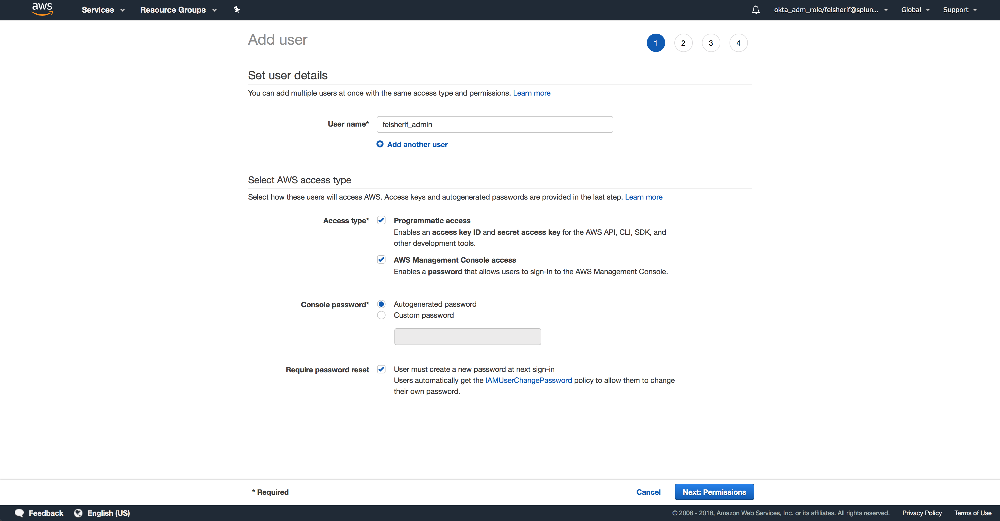 aws Services Resource Groups okta_adm_role/felsherif@splun... Global Support
Add user
1 2 3 4
Set user details
You can add multiple users at once with the same access type and permissions. Learn more
User name* felsherif_admin
Add another user
Select AWS access type
Select how these users will access AWS. Access keys and autogenerated passwords are provided in the last step. Learn more
Access type* Programmatic access
Enables an access key ID and secret access key for the AWS API, CLI, SDK, and
other development tools.
AWS Management Console access
Enables a password that allows users to sign-in to the AWS Management Console.
Console password* Autogenerated password
Custom password
Require password reset User must create a new password at next sign-in
Users automatically get the IAMUserChangePassword policy to allow them to change
their own password.
* Required Cancel Next: Permissions
Feedback English (US) © 2008 - 2018, Amazon Web Services, Inc. or its affiliates. All rights reserved. Privacy Policy Terms of Use